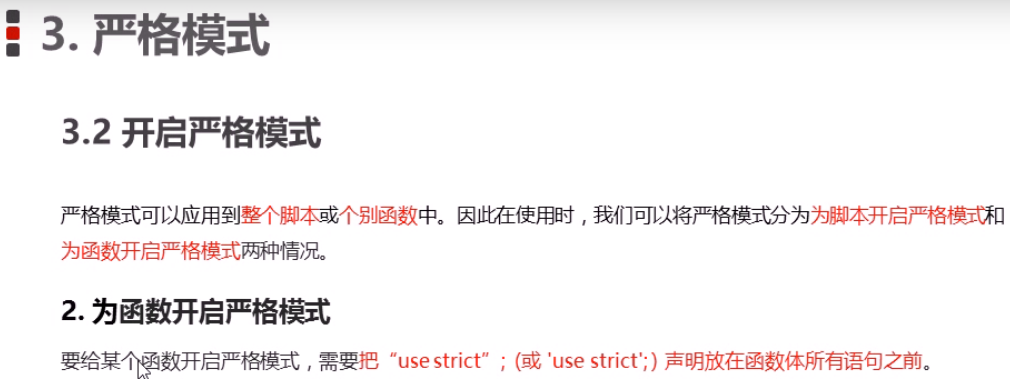 3. 严格模式
3.2 开启严格模式
严格模式可以应用到整个脚本或个别函数中。因此在使用时，我们可以将严格模式分为为脚本开启严格模式和
为函数开启严格模式两种情况。
2. 为函数开启严格模式
要给某个函数开启严格模式，需要把“use strict”；(或 'use strict';) 声明放在函数体所有语句之前。